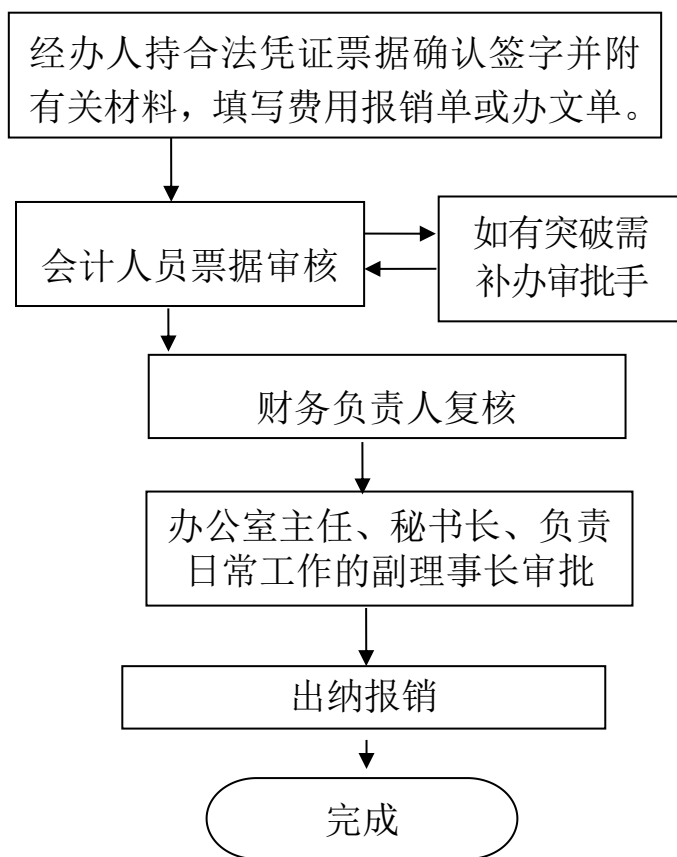 经办人持合法凭证票据确认签字并附
有关材料，填写费用报销单或办文单。
会计人员票据审核
如有突破需
补办审批手
财务负责人复核
办公室主任、秘书长、负责
日常工作的副理事长审批
出纳报销
完成